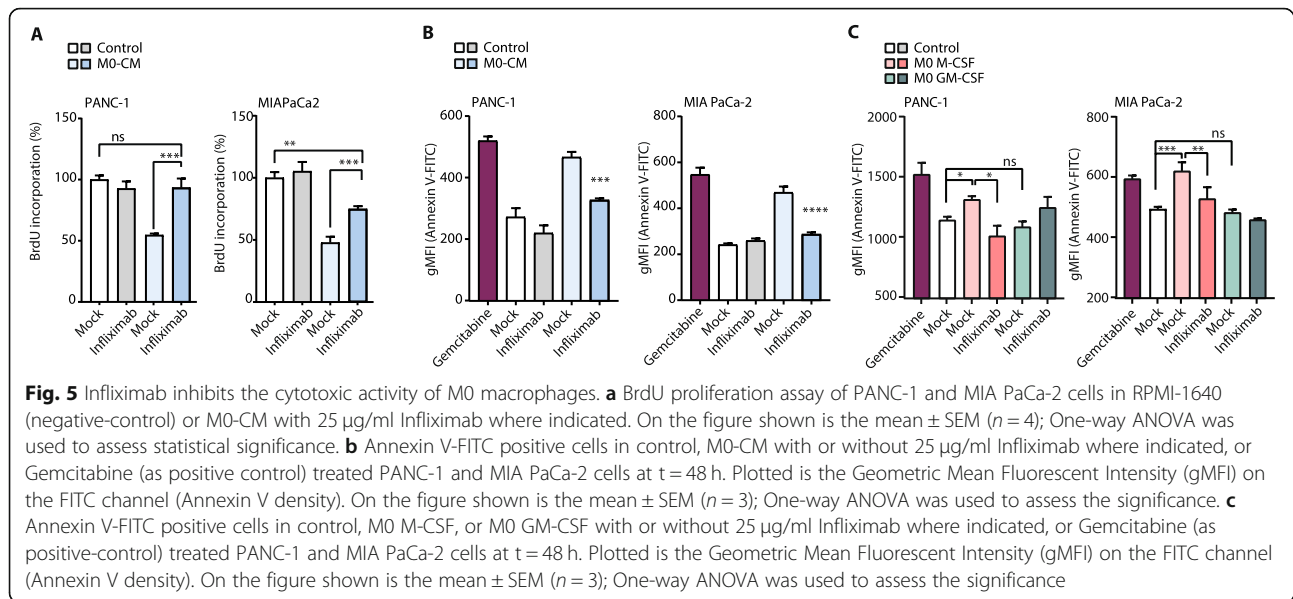 A
Control
M0-CM
PANC-1
BrdU incorporation (%)
150
100
50
0
ns
***
Mock
Infliximab
Mock
Infliximab
MIAPaCa2
BrdU incorporation (%)
150
100
50
0
**
***
Mock
Infliximab
Mock
Infliximab
B
Control
M0-CM
PANC-1
gMFI (Annexin V-FITC)
600
400
200
0
***
Gemcitabine
Mock
Infliximab
Mock
Infliximab
MIA PaCa-2
gMFI (Annexin V-FITC)
800
600
400
200
0
****
Gemcitabine
Mock
Infliximab
Mock
Infliximab
C
Control
M0 M-CSF
M0 GM-CSF
PANC-1
gMFI (Annexin V-FITC)
2000
1500
1000
500
ns
*
*
Gemcitabine
Mock
Mock
Infliximab
Mock
Infliximab
MIA PaCa-2
gMFI (Annexin V-FITC)
800
600
400
200
ns
***
**
Gemcitabine
Mock
Mock
Infliximab
Mock
Infliximab
Fig. 5 Infliximab inhibits the cytotoxic activity of M0 macrophages. a BrdU proliferation assay of PANC-1 and MIA PaCa-2 cells in RPMI-1640
(negative-control) or M0-CM with 25 μg/ml Infliximab where indicated. On the figure shown is the mean ± SEM (n = 4); One-way ANOVA was
used to assess statistical significance. b Annexin V-FITC positive cells in control, M0-CM with or without 25 μg/ml Infliximab where indicated, or
Gemcitabine (as positive control) treated PANC-1 and MIA PaCa-2 cells at t = 48 h. Plotted is the Geometric Mean Fluorescent Intensity (gMFI) on
the FITC channel (Annexin V density). On the figure shown is the mean ± SEM (n = 3); One-way ANOVA was used to assess the significance. c
Annexin V-FITC positive cells in control, M0 M-CSF, or M0 GM-CSF with or without 25 μg/ml Infliximab where indicated, or Gemcitabine (as
positive-control) treated PANC-1 and MIA PaCa-2 cells at t = 48 h. Plotted is the Geometric Mean Fluorescent Intensity (gMFI) on the FITC channel
(Annexin V density). On the figure shown is the mean ± SEM (n = 3); One-way ANOVA was used to assess the significance